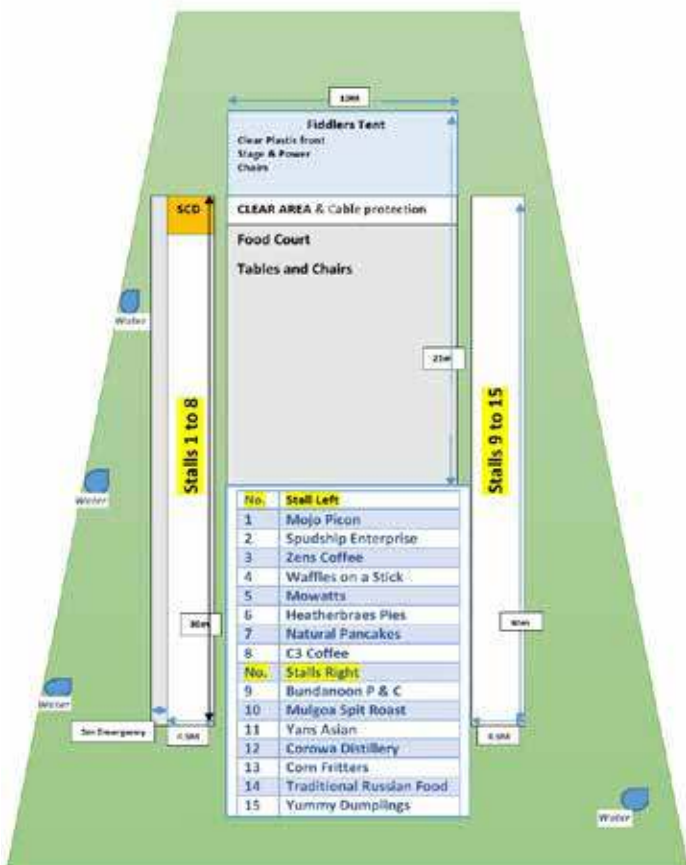 Fiddlers Tent
Clear Plastic front
Stage & Power
Chairs
SCD
CLEAR AREA & Cable protection
Food Court
Tables and Chairs
Water
Stalls 1 to 8
Stalls 9 to 15
Water
No. Stall Left
1 Mojo Picon
2 Spudship Enterprise
3 Zens Coffee
4 Waffles on a Stick
5 Mowatts
6 Heatherbraes Pies
7 Natural Pancakes
8 C3 Coffee
No. Stalls Right
9 Bundanoon P & C
10 Mulgoa Spit Roast
11 Yans Asian
12 Corowa Distillery
13 Corn Fritters
14 Traditional Russian Food
15 Yummy Dumplings
Water
Emergency
Water